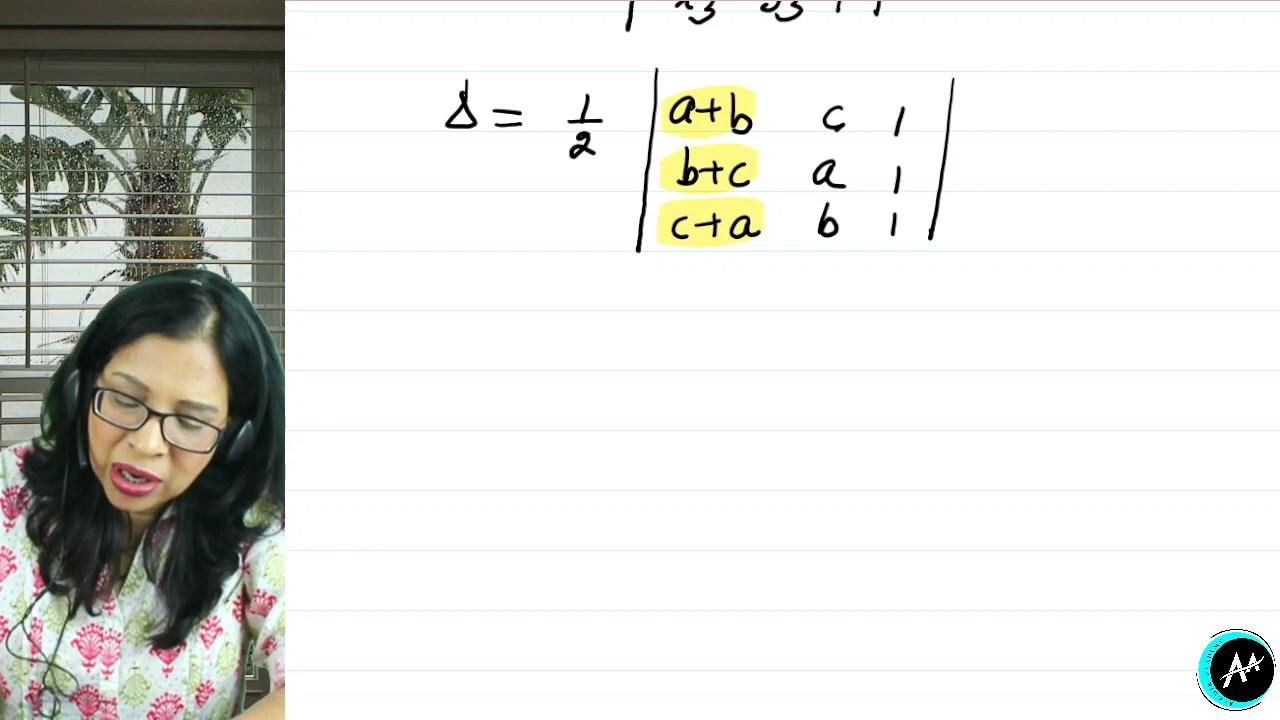 Δ = 1/2 | a+b c 1 |
| b+c a 1 |
| c+a b 1 |